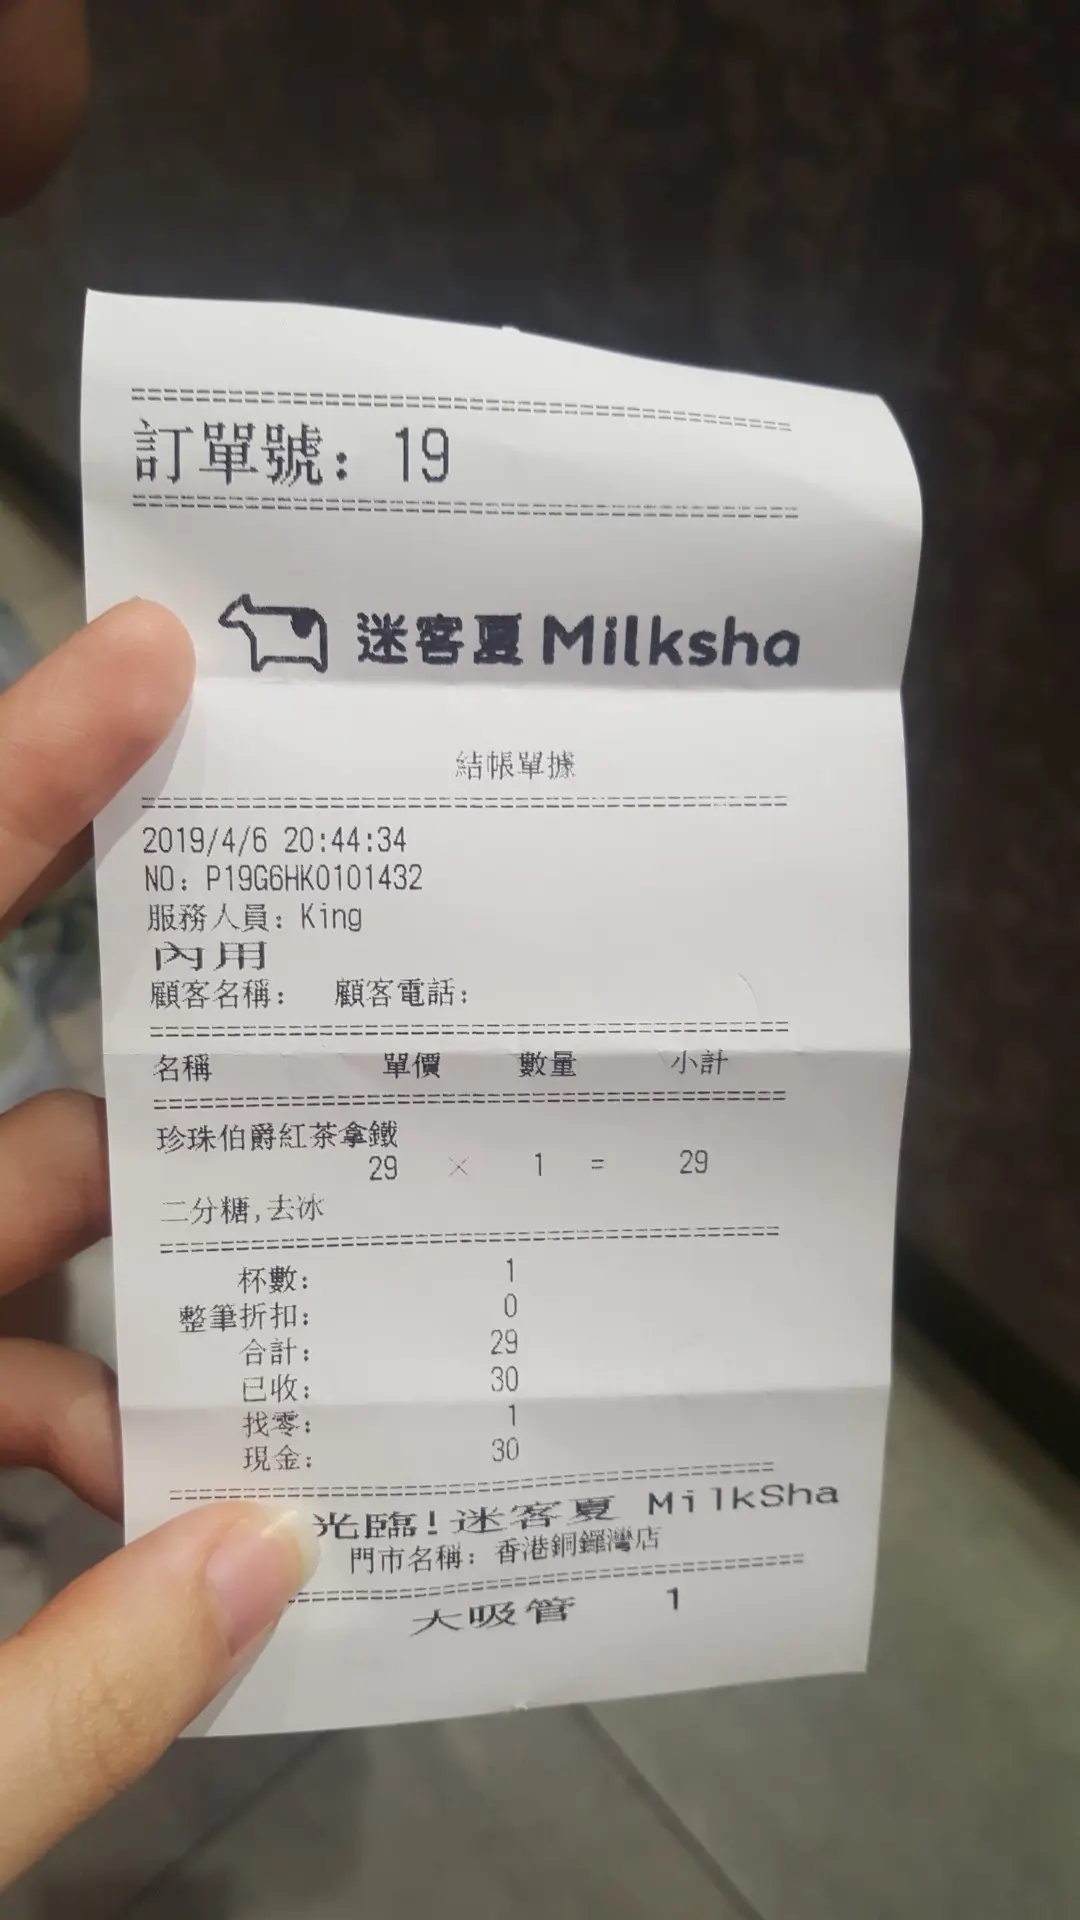 訂單號: 19
迷客夏 Milksha
結帳單據
2019/4/6 20:44:34
NO: P19G6HK0101432
服務人員: King
內用
顧客名稱: 顧客電話:
名稱 單價 數量 小計
珍珠伯爵紅茶拿鐵
29 × 1 = 29
二分糖,去冰
杯數: 1
整筆折扣: 0
合計: 29
已收: 30
找零: 1
現金: 30
光臨!迷客夏 MilkSha
門市名稱: 香港銅鑼灣店
大吸管 1